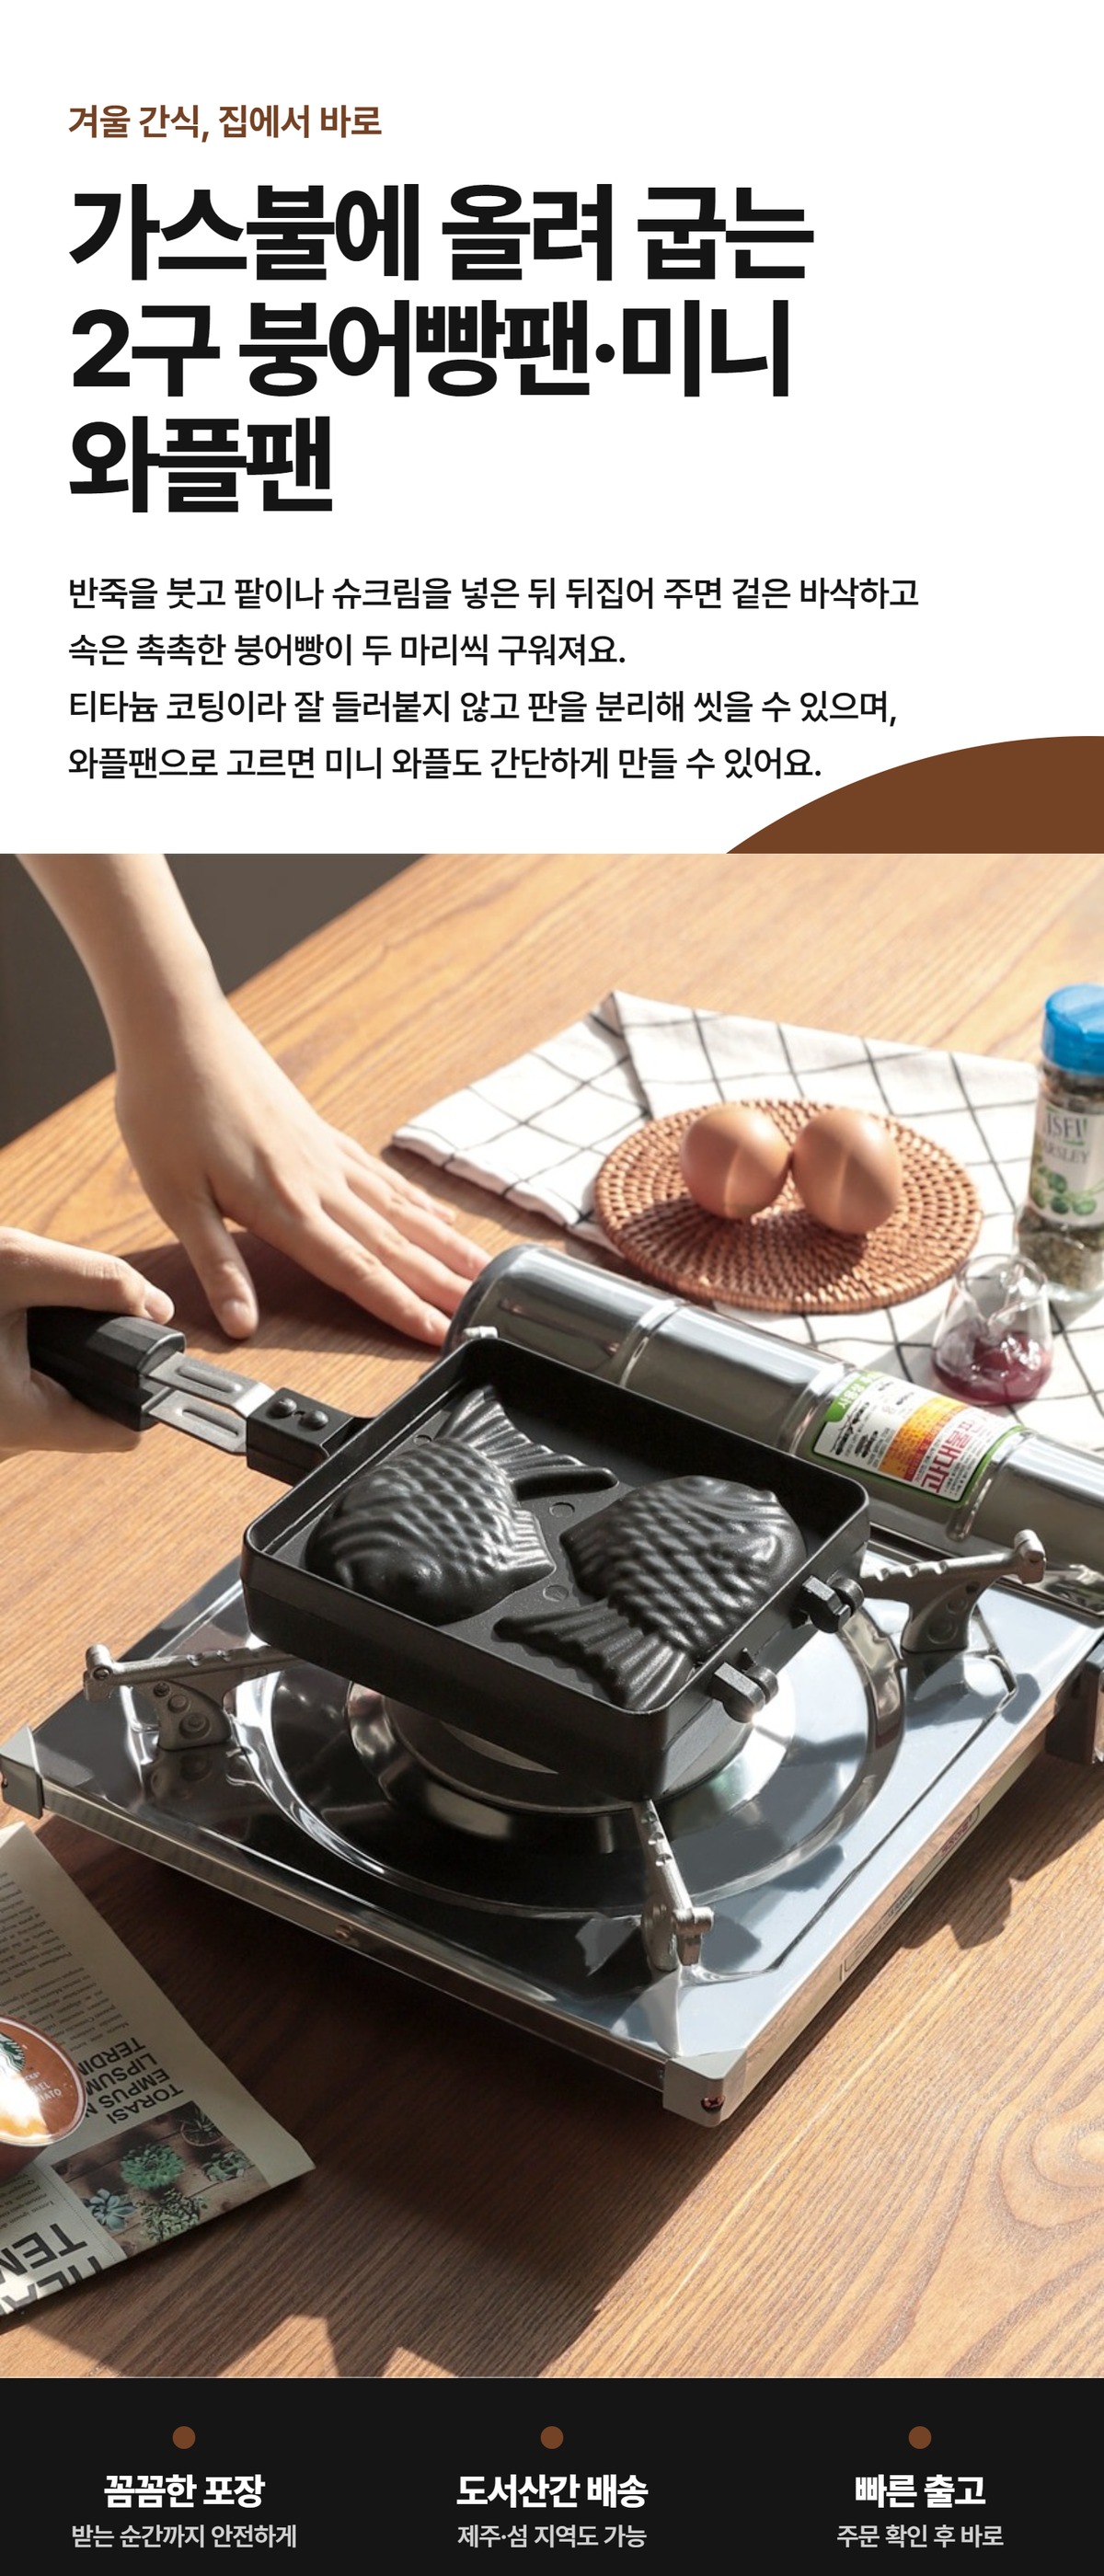 겨울 간식, 집에서 바로
가스불에 올려 굽는
2구 붕어빵팬·미니
와플팬
반죽을 붓고 팥이나 슈크림을 넣은 뒤 뒤집어 주면 겉은 바삭하고
속은 촉촉한 붕어빵이 두 마리씩 구워져요.
티타늄 코팅이라 잘 들러붙지 않고 판을 분리해 씻을 수 있으며,
와플팬으로 고르면 미니 와플도 간단하게 만들 수 있어요.
TORASI
EMPUS
LIPSUM
꼼꼼한 포장
도서산간 배송
빠른 출고
받는 순간까지 안전하게
제주·섬 지역도 가능
주문 확인 후 바로